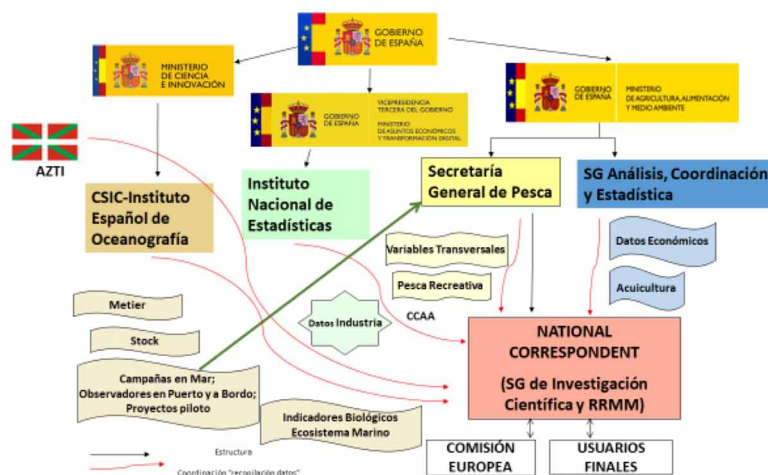 GOBIERNO
DE ESPAÑA
MINISTERIO
DE CIENCIA
E INNOVACIÓN
GOBIERNO
DE ESPAÑA
VICEPRESIDENCIA
TERCERA DEL GOBIERNO
MINISTERIO
DE ASUNTOS ECONÓMICOS
Y TRANSFORMACIÓN DIGITAL
GOBIERNO
DE ESPAÑA
MINISTERIO
DE AGRICULTURA, ALIMENTACIÓN
Y MEDIO AMBIENTE
AZTI
CSIC-Instituto
Español de
Oceanografía
Instituto
Nacional de
Estadísticas
Secretaría
General de Pesca
SG Análisis, Coordinación
y Estadística
Variables Transversales
Pesca Recreativa
Datos Económicos
Acuicultura
Metier
Stock
Campañas en Mar;
Observadores en Puerto y a Bordo;
Proyectos piloto
Datos Industria
CCAA
Indicadores Biológicos
Ecosistema Marino
NATIONAL
CORRESPONDENT
(SG de Investigación
Científica y RRMM)
COMISIÓN
EUROPEA
USUARIOS
FINALES
Estructura
Coordinación "recopilación datos"